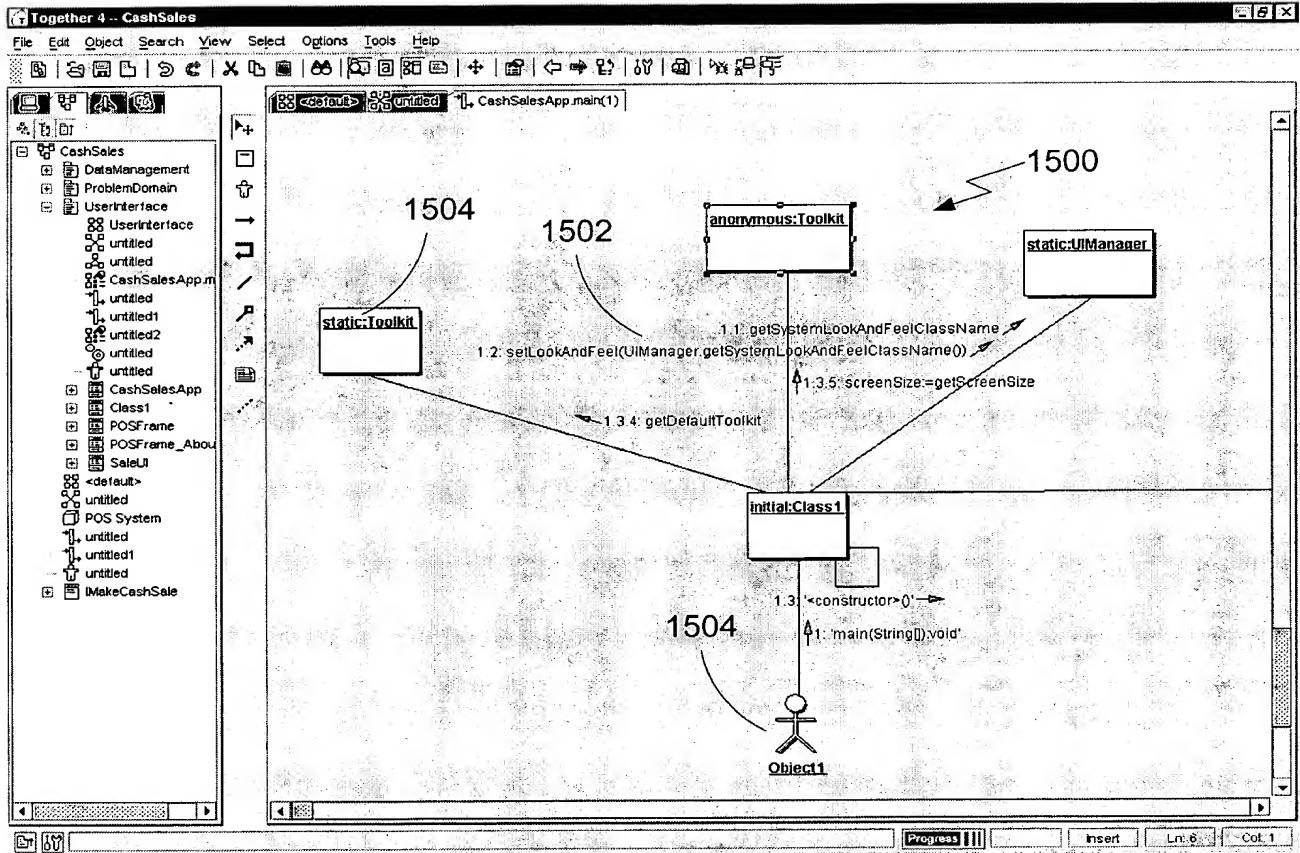 Together 4 -- CashSales
File Edit Object Search View Select Options Tools Help
<default> untitled CashSalesApp.main(1)
CashSales
DataManagement
ProblemDomain
UserInterface
UserInterface
untitled
untitled
CashSalesApp.m
untitled
untitled1
untitled2
untitled
untitled
CashSalesApp
Class1
POSFrame
POSFrame_Abou
SaleUI
<default>
untitled
POS System
untitled
untitled1
untitled
IMakeCashSale
1500
1504
1502
anonymous:Toolkit
static:UIManager
static:Toolkit
1.1: getSystemLookAndFeelClassName
1.2: setLookAndFeel(UIManager.getSystemLookAndFeelClassName())
1.3.5: screenSize:=getScreenSize
1.3.4: getDefaultToolkit
initial:Class1
1.3: '<constructor>()'
1504
1: 'main(String[]):void'
Object1
Progress Insert Ln: 6 Col: 1